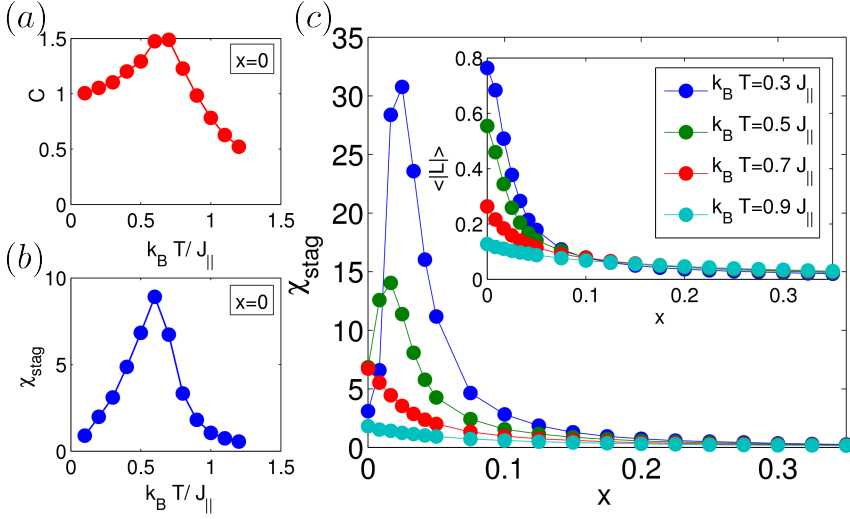 (a)
1.5
1
0.5
0
C
x=0
0
0.5
1
1.5
k_B T/ J_||
(b)
10
5
0
χ_stag
x=0
0
0.5
1
1.5
k_B T/ J_||
(c)
35
30
25
20
15
10
5
0
χ_stag
0
0.1
0.2
0.3
x
0.8
0.6
0.4
0.2
0
<|L|>
0
0.1
0.2
0.3
x
k_B T=0.3 J_||
k_B T=0.5 J_||
k_B T=0.7 J_||
k_B T=0.9 J_||